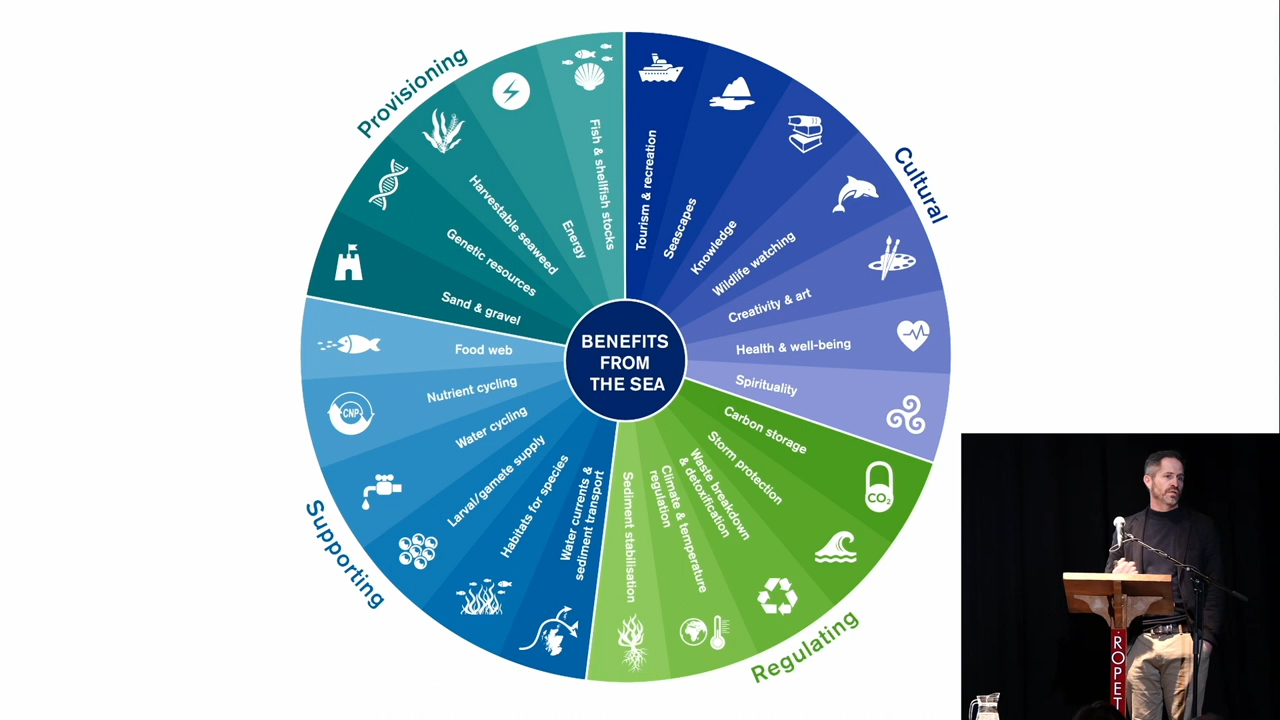 Provisioning
Fish & shellfish stocks
Energy
Harvestable seaweed
Genetic resources
Sand & gravel
Cultural
Tourism & recreation
Seascapes
Knowledge
Wildlife watching
Creativity & art
Health & well-being
Spirituality
BENEFITS
FROM
THE SEA
Supporting
Food web
Nutrient cycling
CNP
Water cycling
Larval/gamete supply
Habitats for species
Water currents &
sediment transport
Regulating
Carbon storage
CO₂
Storm protection
Waste breakdown
& detoxification
Climate & temperature
regulation
Sediment stabilisation
ROPET